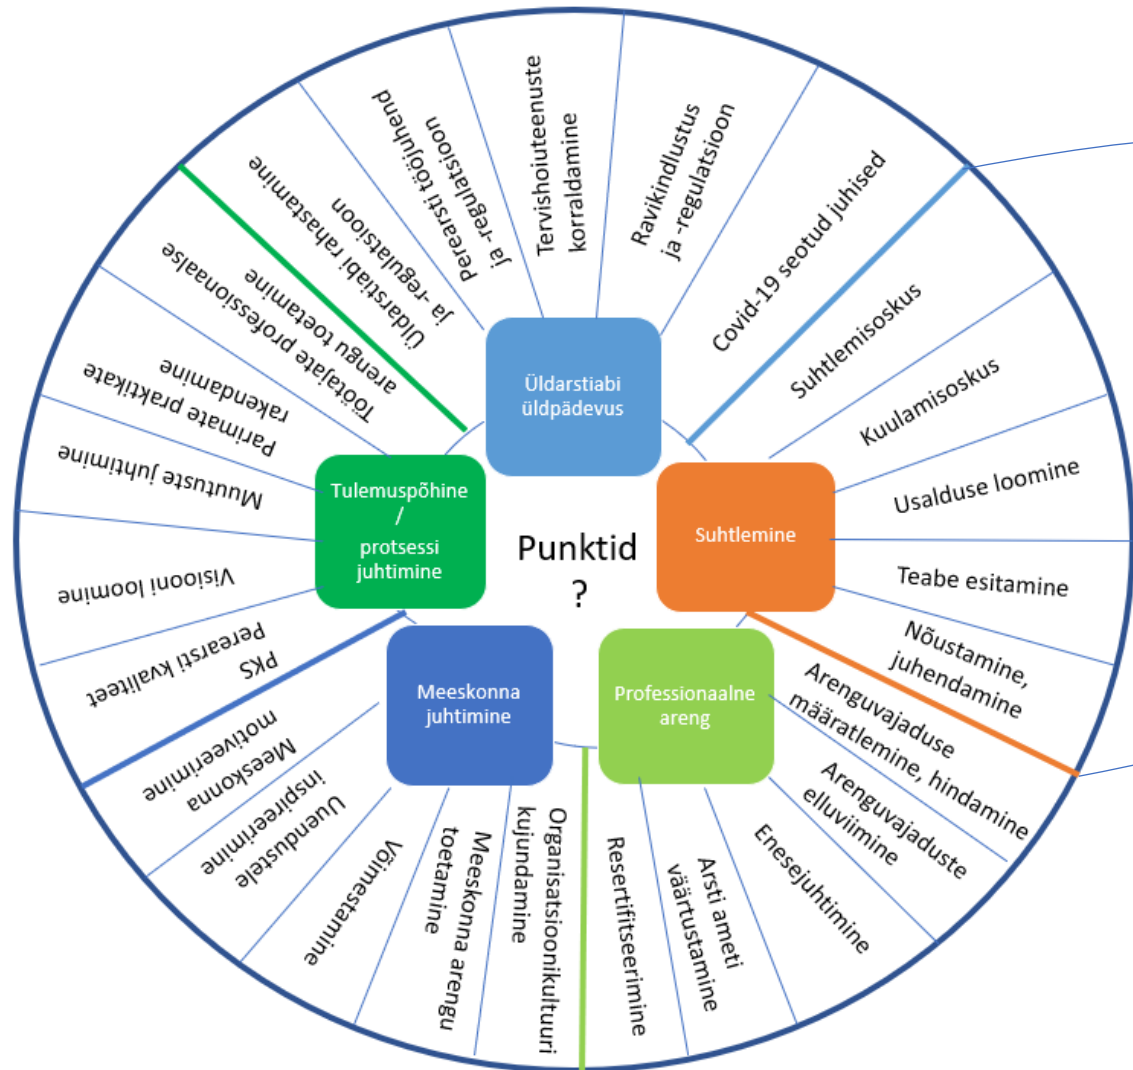 Üldarstiabi rahastamine
ja -regulatsioon
Perearsti tööjuhend
ja -regulatsioon
Tervishoiuteenuste
korraldamine
Ravikindlustus
ja -regulatsioon
Covid-19 seotud juhised
Suhtlemisoskus
Kuulamisoskus
Usalduse loomine
Teabe esitamine
Nõustamine,
juhendamine
Arenguvajaduse
määratlemine, hindamine
Arenguvajaduste
elluviimine
Enesejuhtimine
Arsti ameti
väärtustamine
Resertifitseerimine
Organisatsioonikultuuri
kujundamine
Meeskonna arengu
toetamine
Võimestamine
Uuendustele
inspireerimine
Meeskonna
motiveerimine
Perearsti kvaliteet
PKS
Visiooni loomine
Muutuste juhtimine
Parimate praktikate
rakendamine
Töötajate professionaalse
arengu toetamine
Üldarstiabi
üldpädevus
Tulemuspõhine
/
protsessi
juhtimine
Suhtlemine
Punktid
?
Meeskonna
juhtimine
Professionaalne
areng